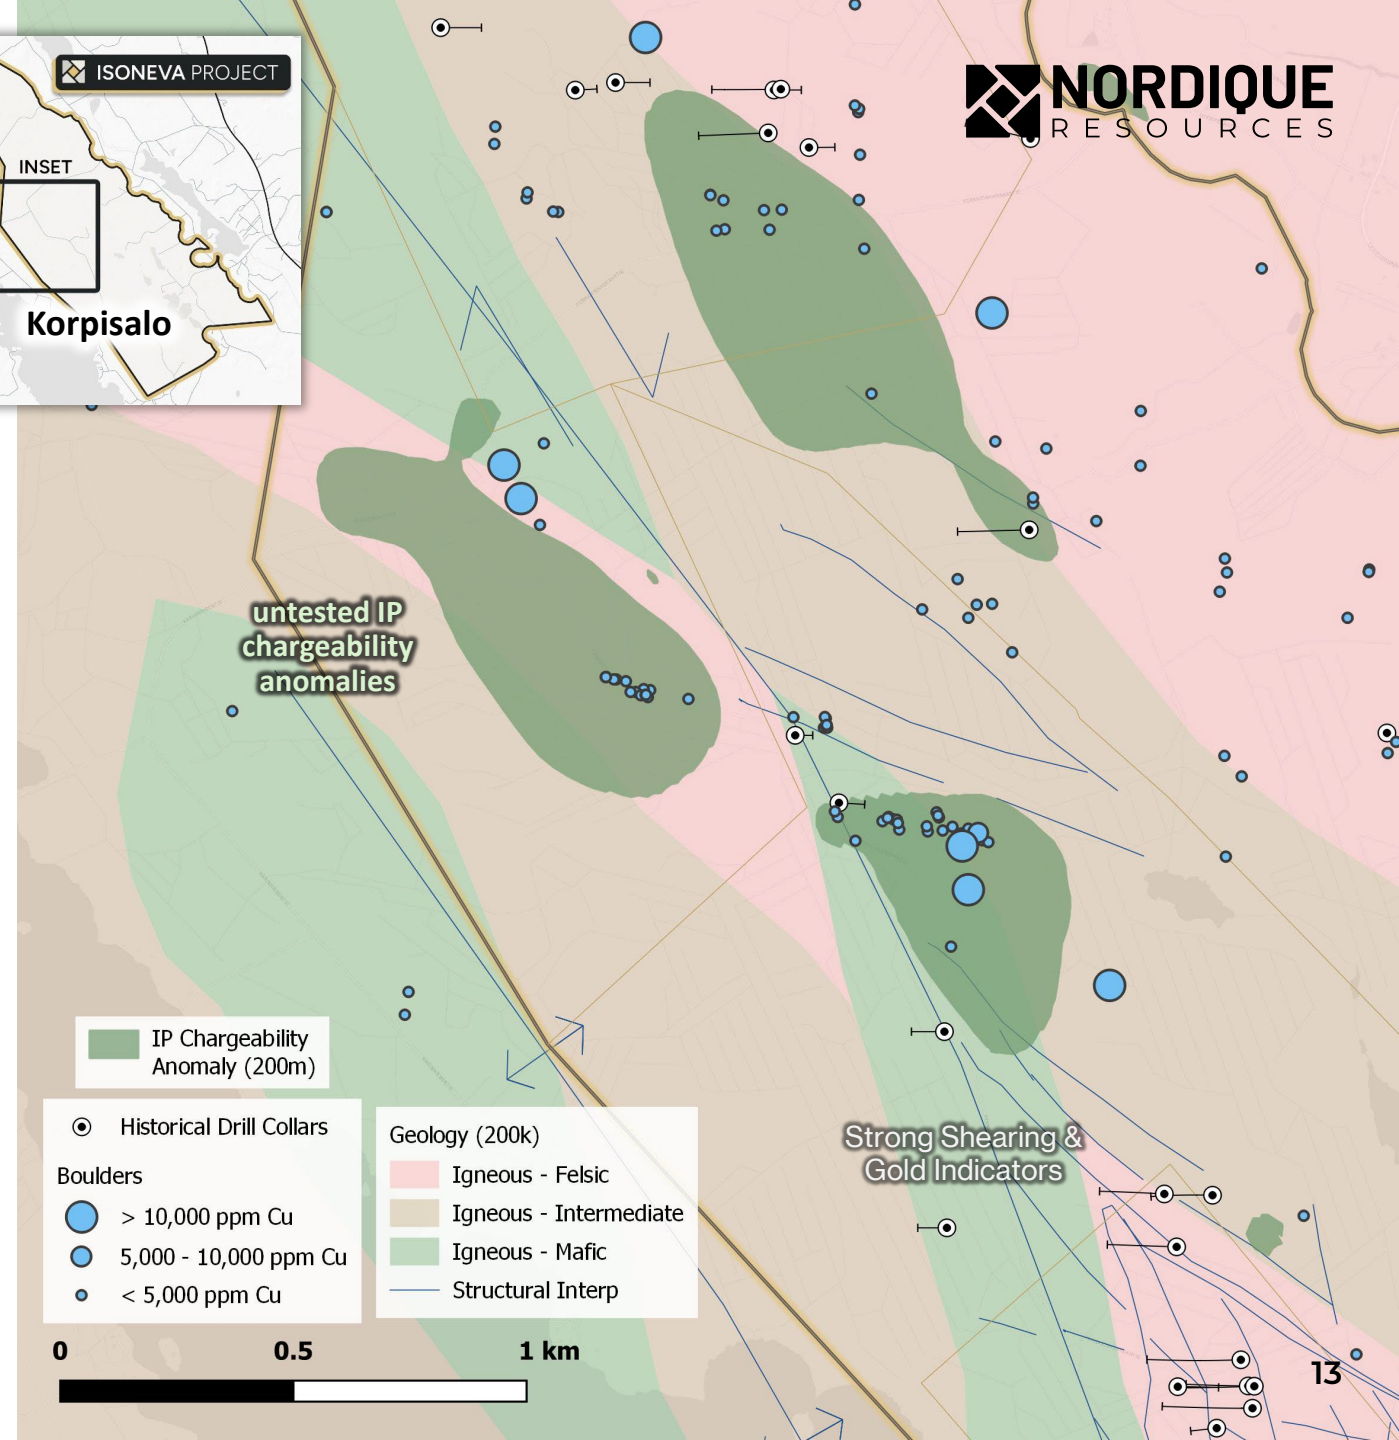 ISONEVA PROJECT
INSET
Korpisalo
NORDIQUE
RESOURCES
untested IP
chargeability
anomalies
IP Chargeability
Anomaly (200m)
Historical Drill Collars
Boulders
> 10,000 ppm Cu
5,000 - 10,000 ppm Cu
< 5,000 ppm Cu
Geology (200k)
Igneous - Felsic
Igneous - Intermediate
Igneous - Mafic
Structural Interp
Strong Shearing &
Gold Indicators
0 0.5 1 km
13